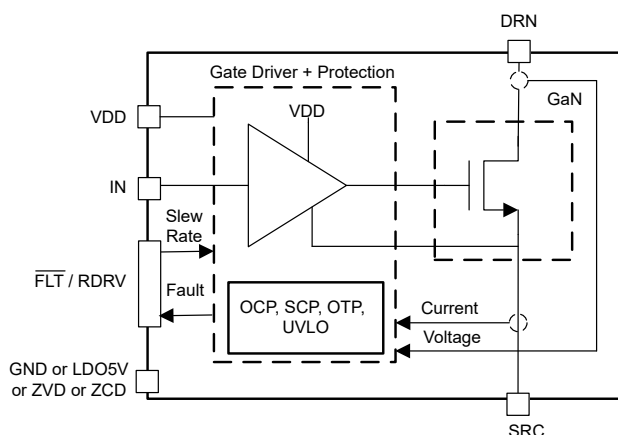 DRN
Gate Driver + Protection
GaN
VDD
VDD
IN
Slew
Rate
FLT / RDRV
Fault
OCP, SCP, OTP,
UVLO
Current
Voltage
GND or LDO5V
or ZVD or ZCD
SRC